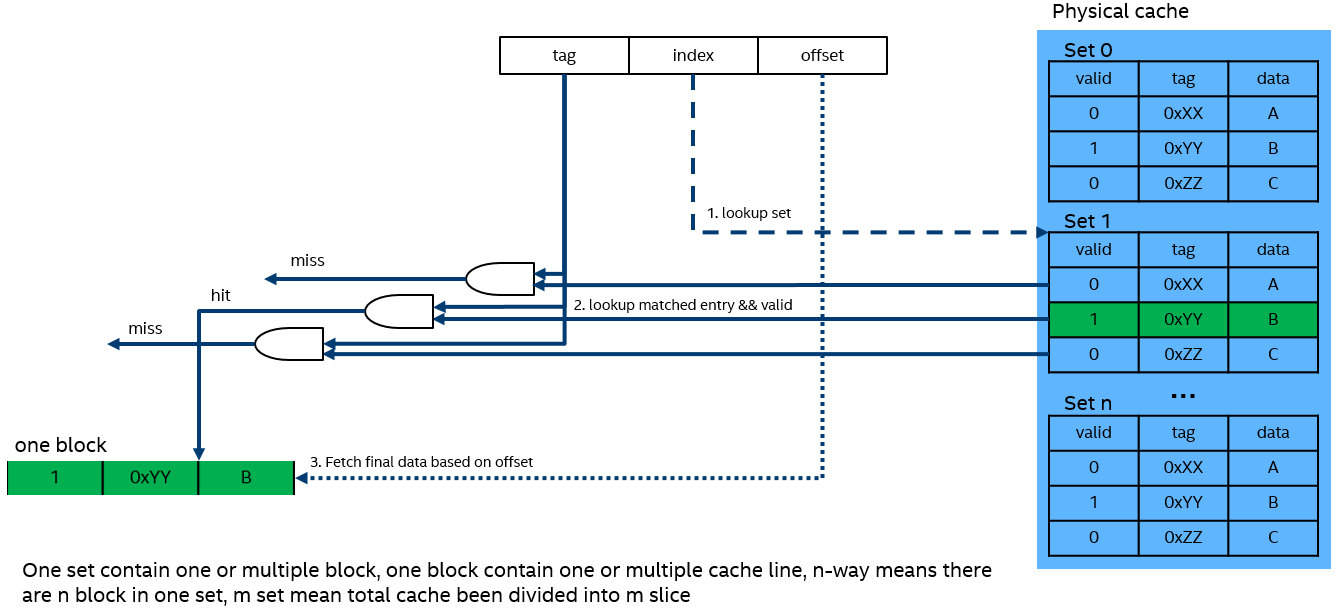 Physical cache
tag index offset
Set 0
valid tag data
0 0xXX A
1 0xYY B
0 0xZZ C
1. lookup set
Set 1
valid tag data
0 0xXX A
1 0xYY B
0 0xZZ C
miss
hit
2. lookup matched entry && valid
miss
...
Set n
valid tag data
0 0xXX A
1 0xYY B
0 0xZZ C
one block
1 0xYY B
3. Fetch final data based on offset
One set contain one or multiple block, one block contain one or multiple cache line, n-way means there
are n block in one set, m set mean total cache been divided into m slice